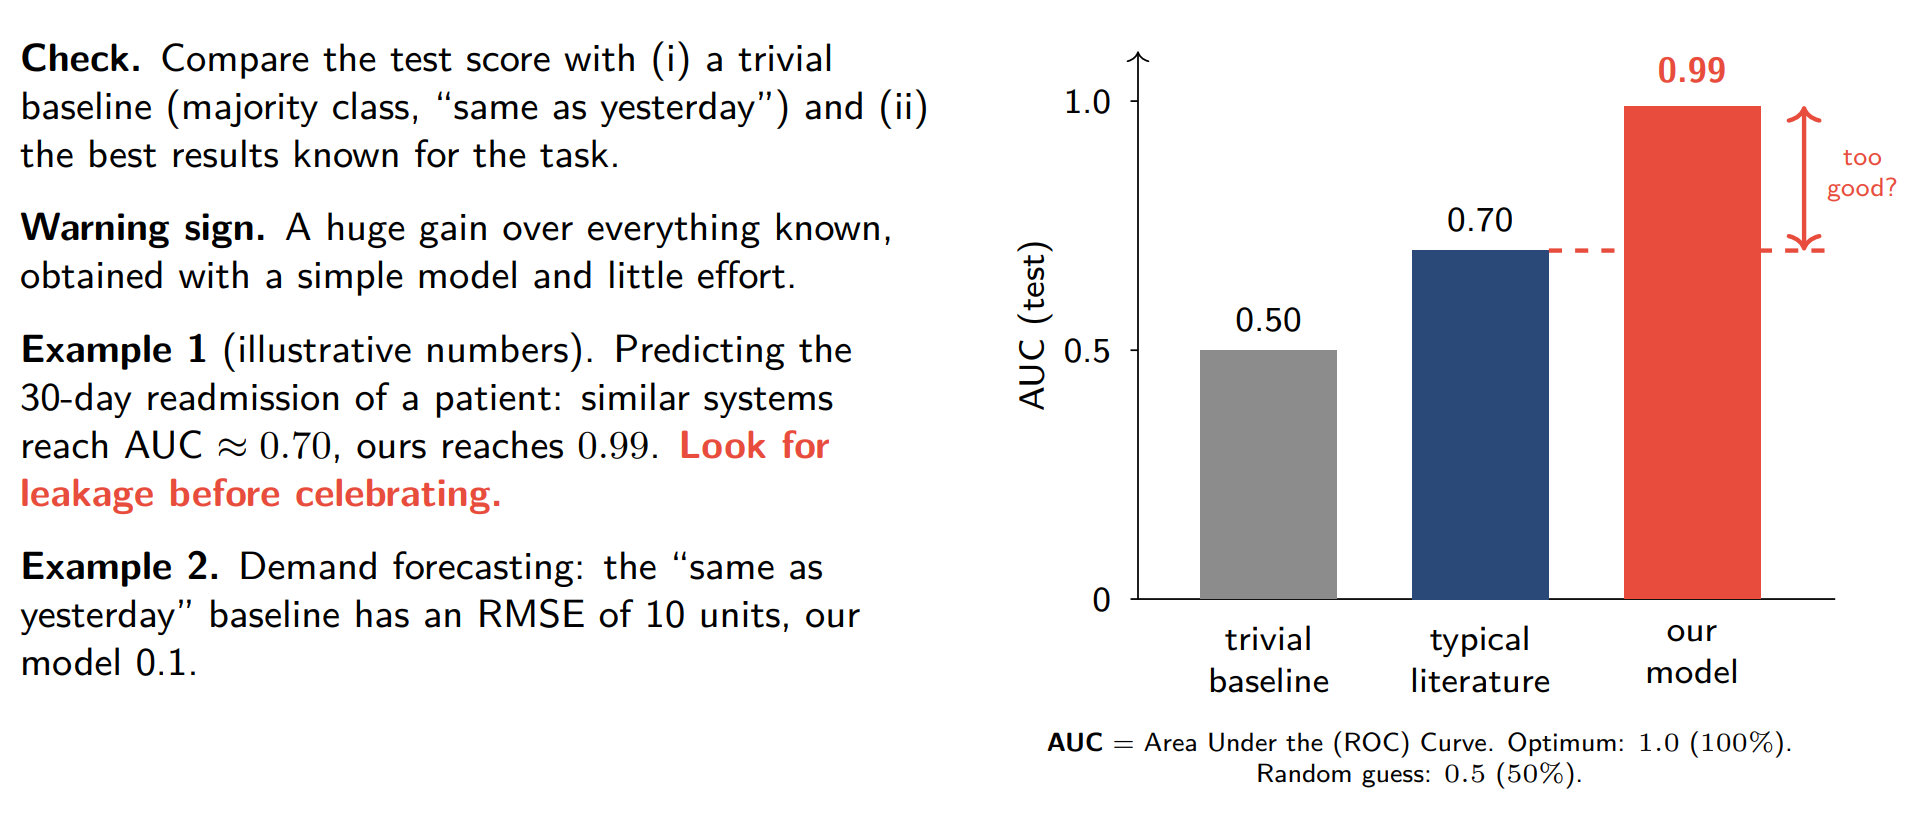 Check. Compare the test score with (i) a trivial
baseline (majority class, “same as yesterday”) and (ii)
the best results known for the task.
Warning sign. A huge gain over everything known,
obtained with a simple model and little effort.
Example 1 (illustrative numbers). Predicting the
30-day readmission of a patient: similar systems
reach AUC ≈ 0.70, ours reaches 0.99. Look for
leakage before celebrating.
Example 2. Demand forecasting: the “same as
yesterday” baseline has an RMSE of 10 units, our
model 0.1.
AUC (test)
1.0
0.5
0
0.50
0.70
0.99
too
good?
trivial
baseline
typical
literature
our
model
AUC = Area Under the (ROC) Curve. Optimum: 1.0 (100%).
Random guess: 0.5 (50%).